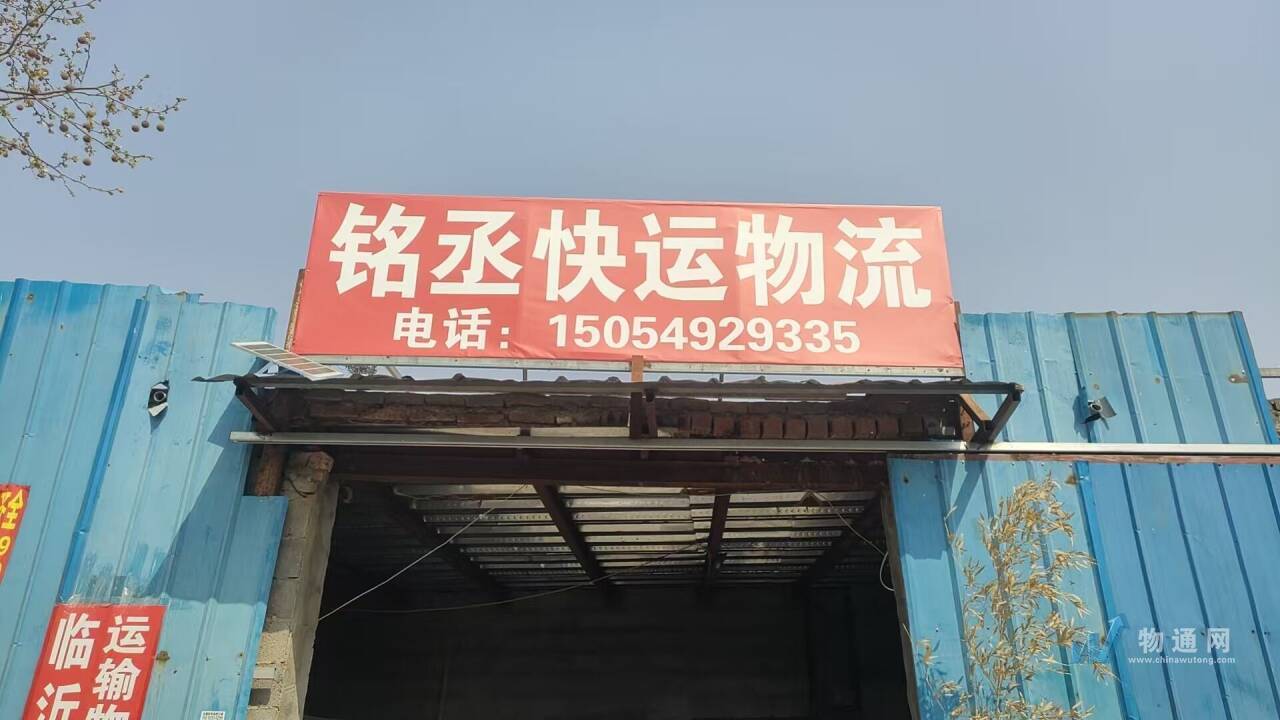 铭丞快运物流
电话：15054929335
临沂
运输物
物通网
www.chinawutong.com